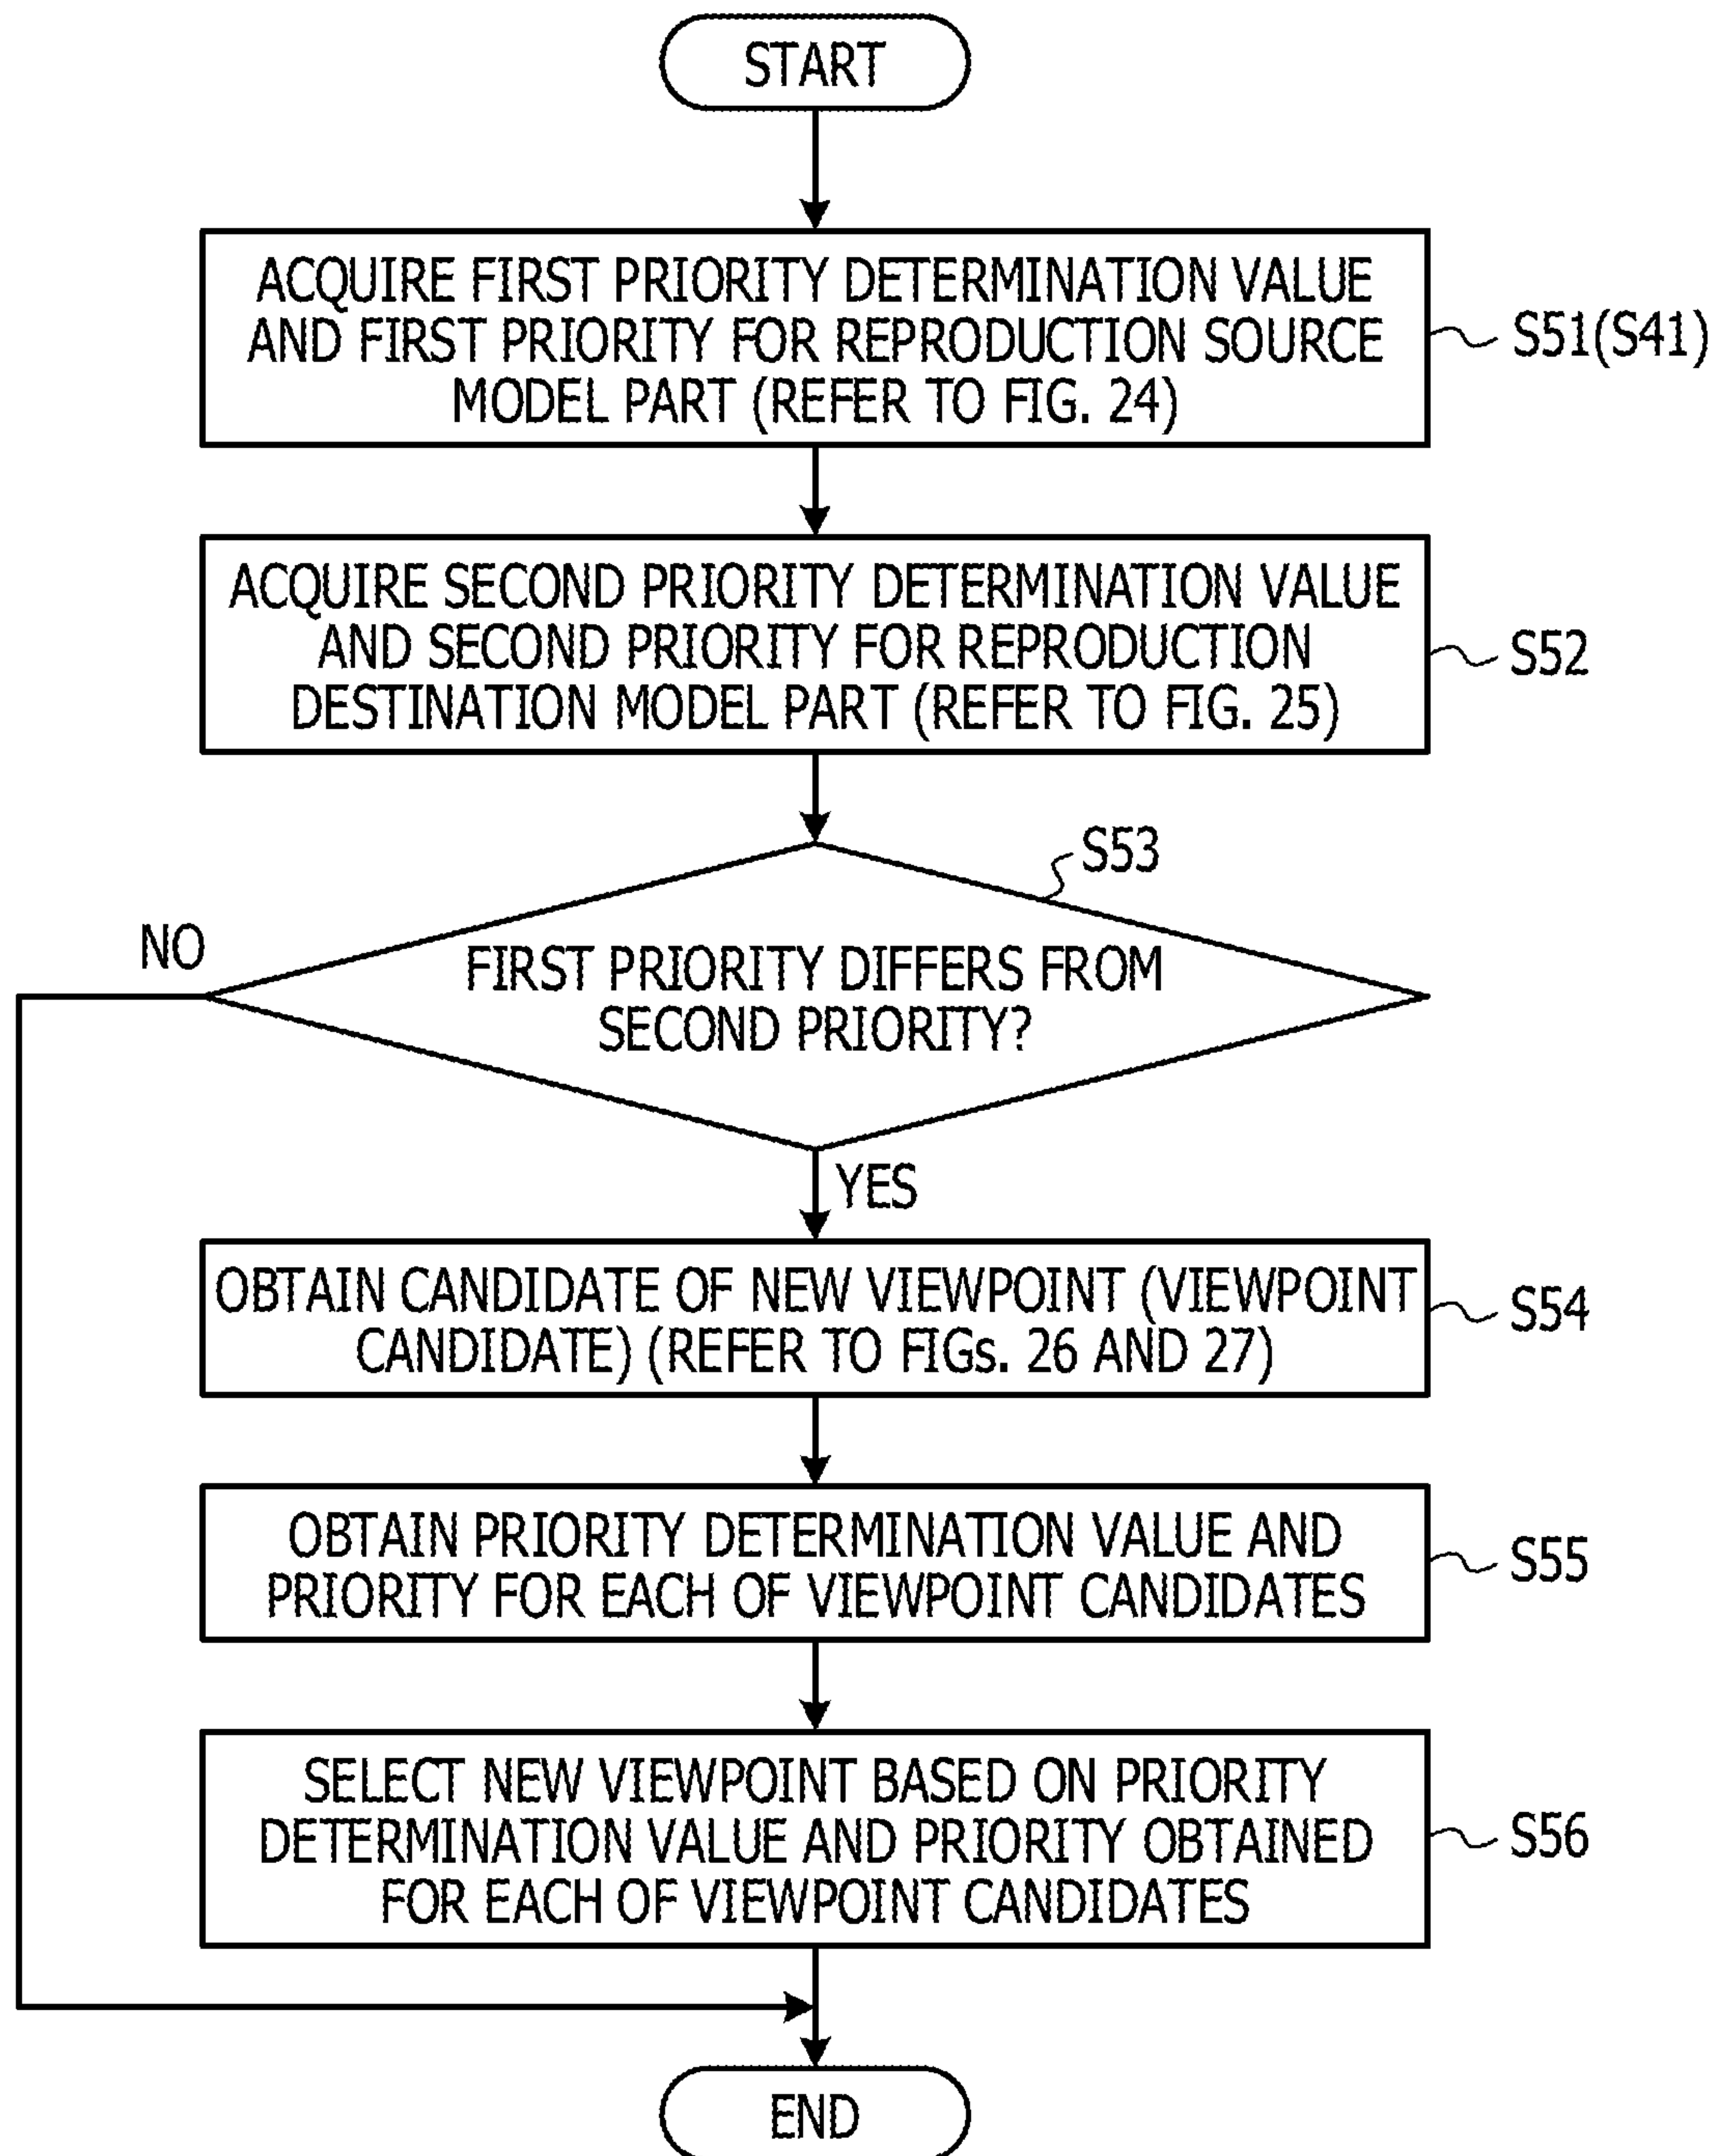 START
ACQUIRE FIRST PRIORITY DETERMINATION VALUE
AND FIRST PRIORITY FOR REPRODUCTION SOURCE
MODEL PART (REFER TO FIG. 24)
S51(S41)
ACQUIRE SECOND PRIORITY DETERMINATION VALUE
AND SECOND PRIORITY FOR REPRODUCTION
DESTINATION MODEL PART (REFER TO FIG. 25)
S52
S53
NO
FIRST PRIORITY DIFFERS FROM
SECOND PRIORITY?
YES
OBTAIN CANDIDATE OF NEW VIEWPOINT (VIEWPOINT
CANDIDATE) (REFER TO FIGs. 26 AND 27)
S54
OBTAIN PRIORITY DETERMINATION VALUE AND
PRIORITY FOR EACH OF VIEWPOINT CANDIDATES
S55
SELECT NEW VIEWPOINT BASED ON PRIORITY
DETERMINATION VALUE AND PRIORITY OBTAINED
FOR EACH OF VIEWPOINT CANDIDATES
S56
END